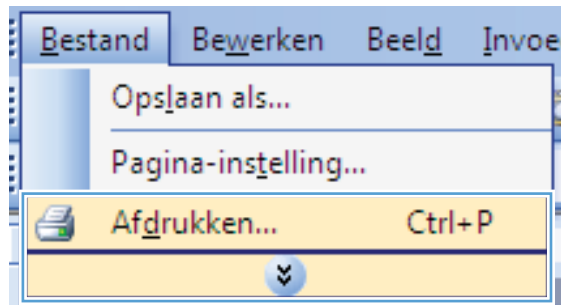 Bestand Bewerken Beeld Invoe
Opslaan als...
Pagina-instelling...
Afdrukken... Ctrl+P